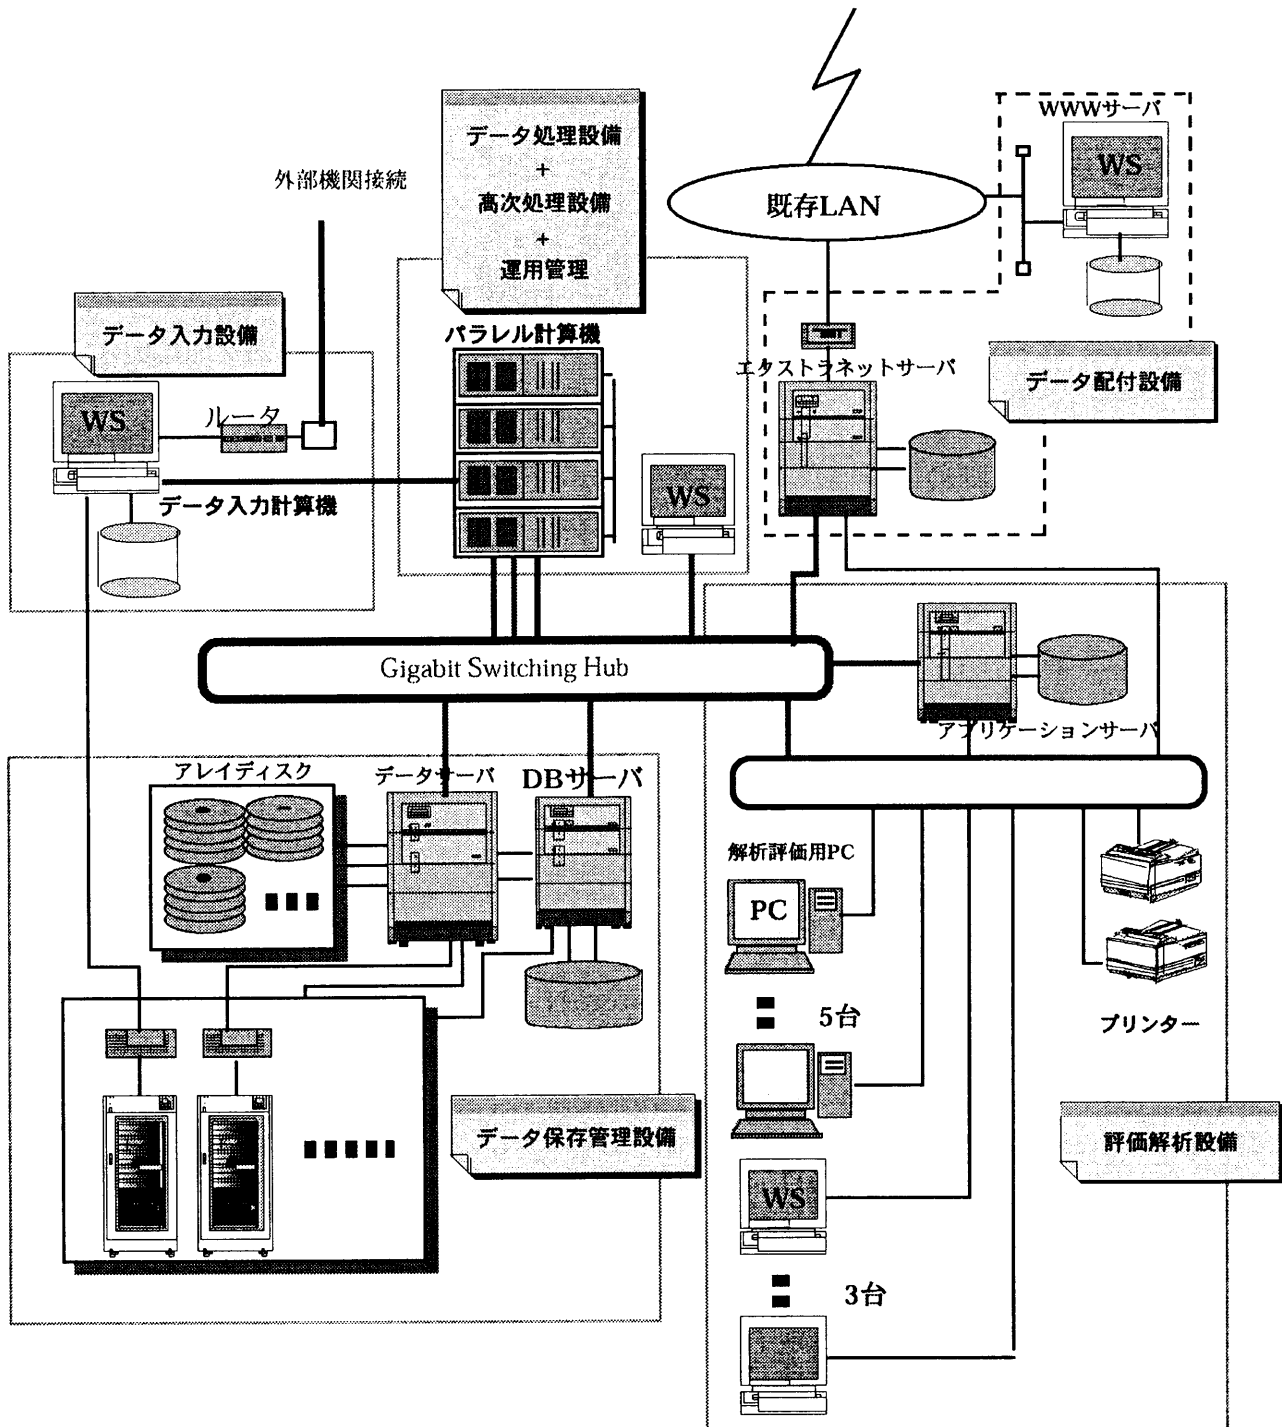 WWWサーバ
WS
データ処理設備
+
高次処理設備
+
運用管理
外部機関接続
既存LAN
データ入力設備
パラレル計算機
エクストラネットサーバ
データ配付設備
WS
ルータ
データ入力計算機
WS
Gigabit Switching Hub
アプリケーションサーバ
アレイディスク
データサーバ
DBサーバ
解析評価用PC
PC
5台
プリンター
データ保存管理設備
評価解析設備
WS
3台